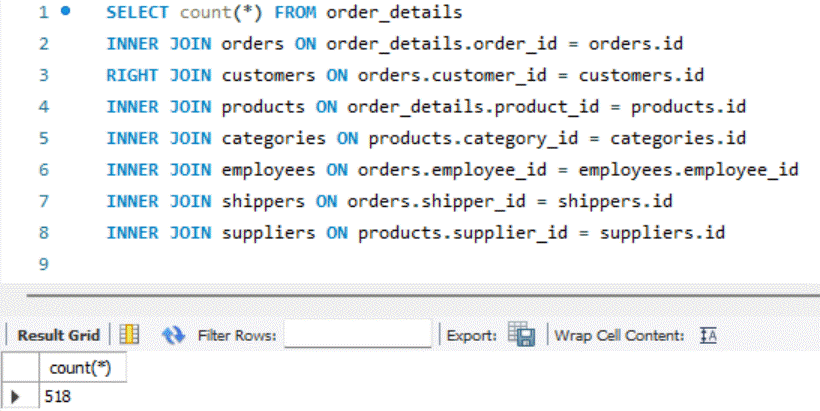 1 SELECT count(*) FROM order_details
2 INNER JOIN orders ON order_details.order_id = orders.id
3 RIGHT JOIN customers ON orders.customer_id = customers.id
4 INNER JOIN products ON order_details.product_id = products.id
5 INNER JOIN categories ON products.category_id = categories.id
6 INNER JOIN employees ON orders.employee_id = employees.employee_id
7 INNER JOIN shippers ON orders.shipper_id = shippers.id
8 INNER JOIN suppliers ON products.supplier_id = suppliers.id
9
Result Grid Filter Rows: Export: Wrap Cell Content: IA
count(*)
518